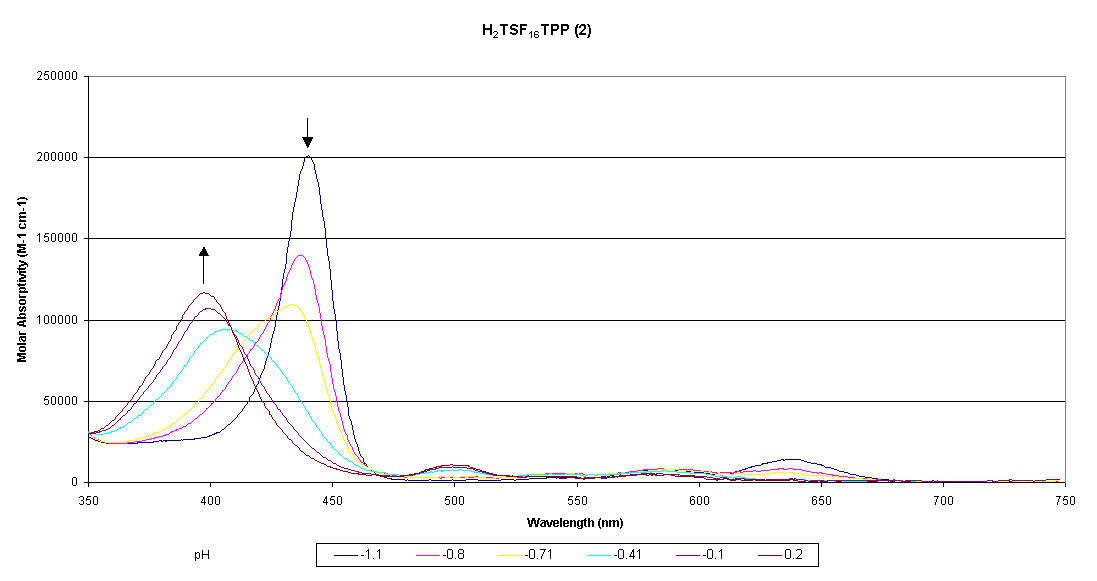 H₂TSF₁₆TPP (2)
250000
200000
150000
100000
50000
0
Molar Absorptivity (M-1 cm-1)
350 400 450 500 550 600 650 700 750
Wavelength (nm)
pH -1.1 -0.8 -0.71 -0.41 -0.1 0.2